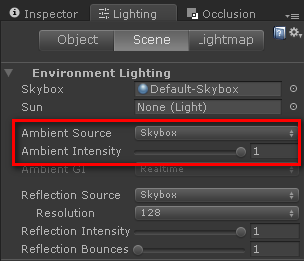 Inspector Lighting Occlusion
Object Scene Lightmap
Environment Lighting
Skybox Default-Skybox
Sun None (Light)
Ambient Source Skybox
Ambient Intensity 1
Ambient GI Realtime
Reflection Source Skybox
Resolution 128
Reflection Intensity 1
Reflection Bounces 1